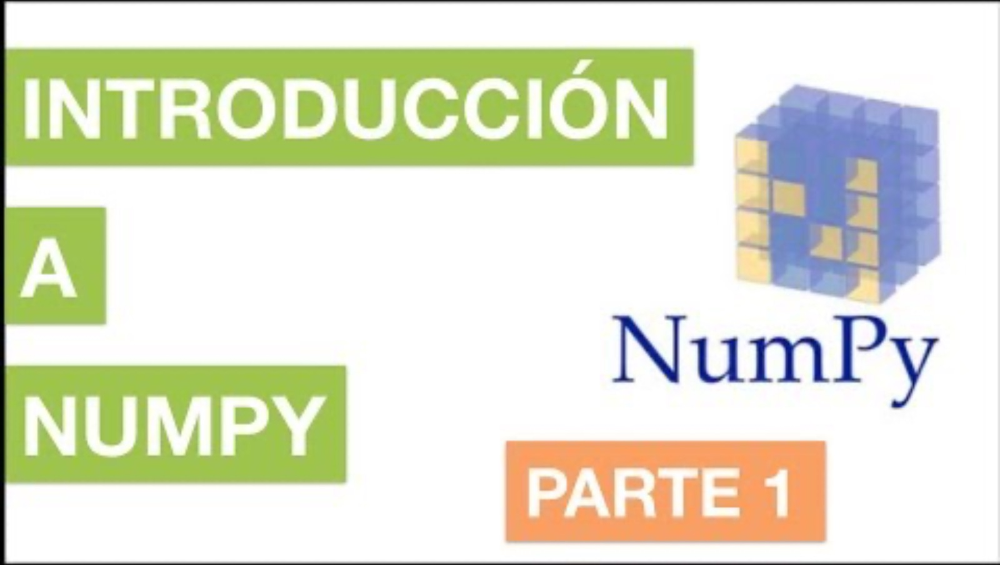 INTRODUCCIÓN
A
NUMPY
NumPy
PARTE 1